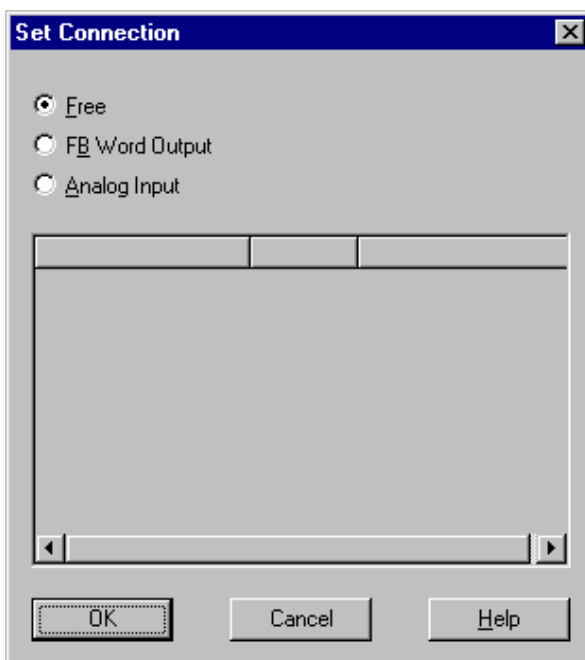 Set Connection
Free
FB Word Output
Analog Input
OK
Cancel
Help